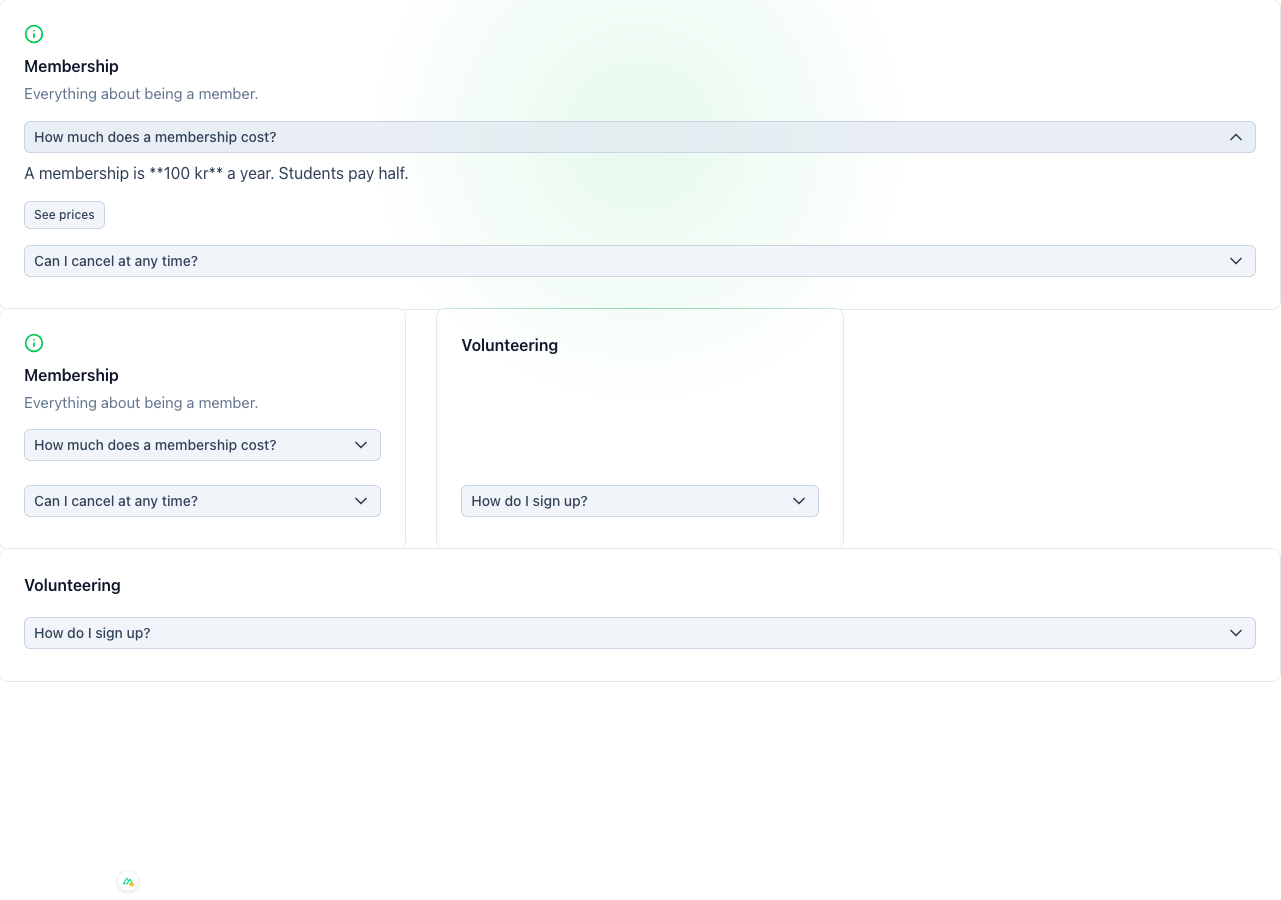 Membership
Everything about being a member.
How much does a membership cost?
A membership is **100 kr** a year. Students pay half.
See prices
Can I cancel at any time?
Membership
Everything about being a member.
How much does a membership cost?
Can I cancel at any time?
Volunteering
How do I sign up?
Volunteering
How do I sign up?